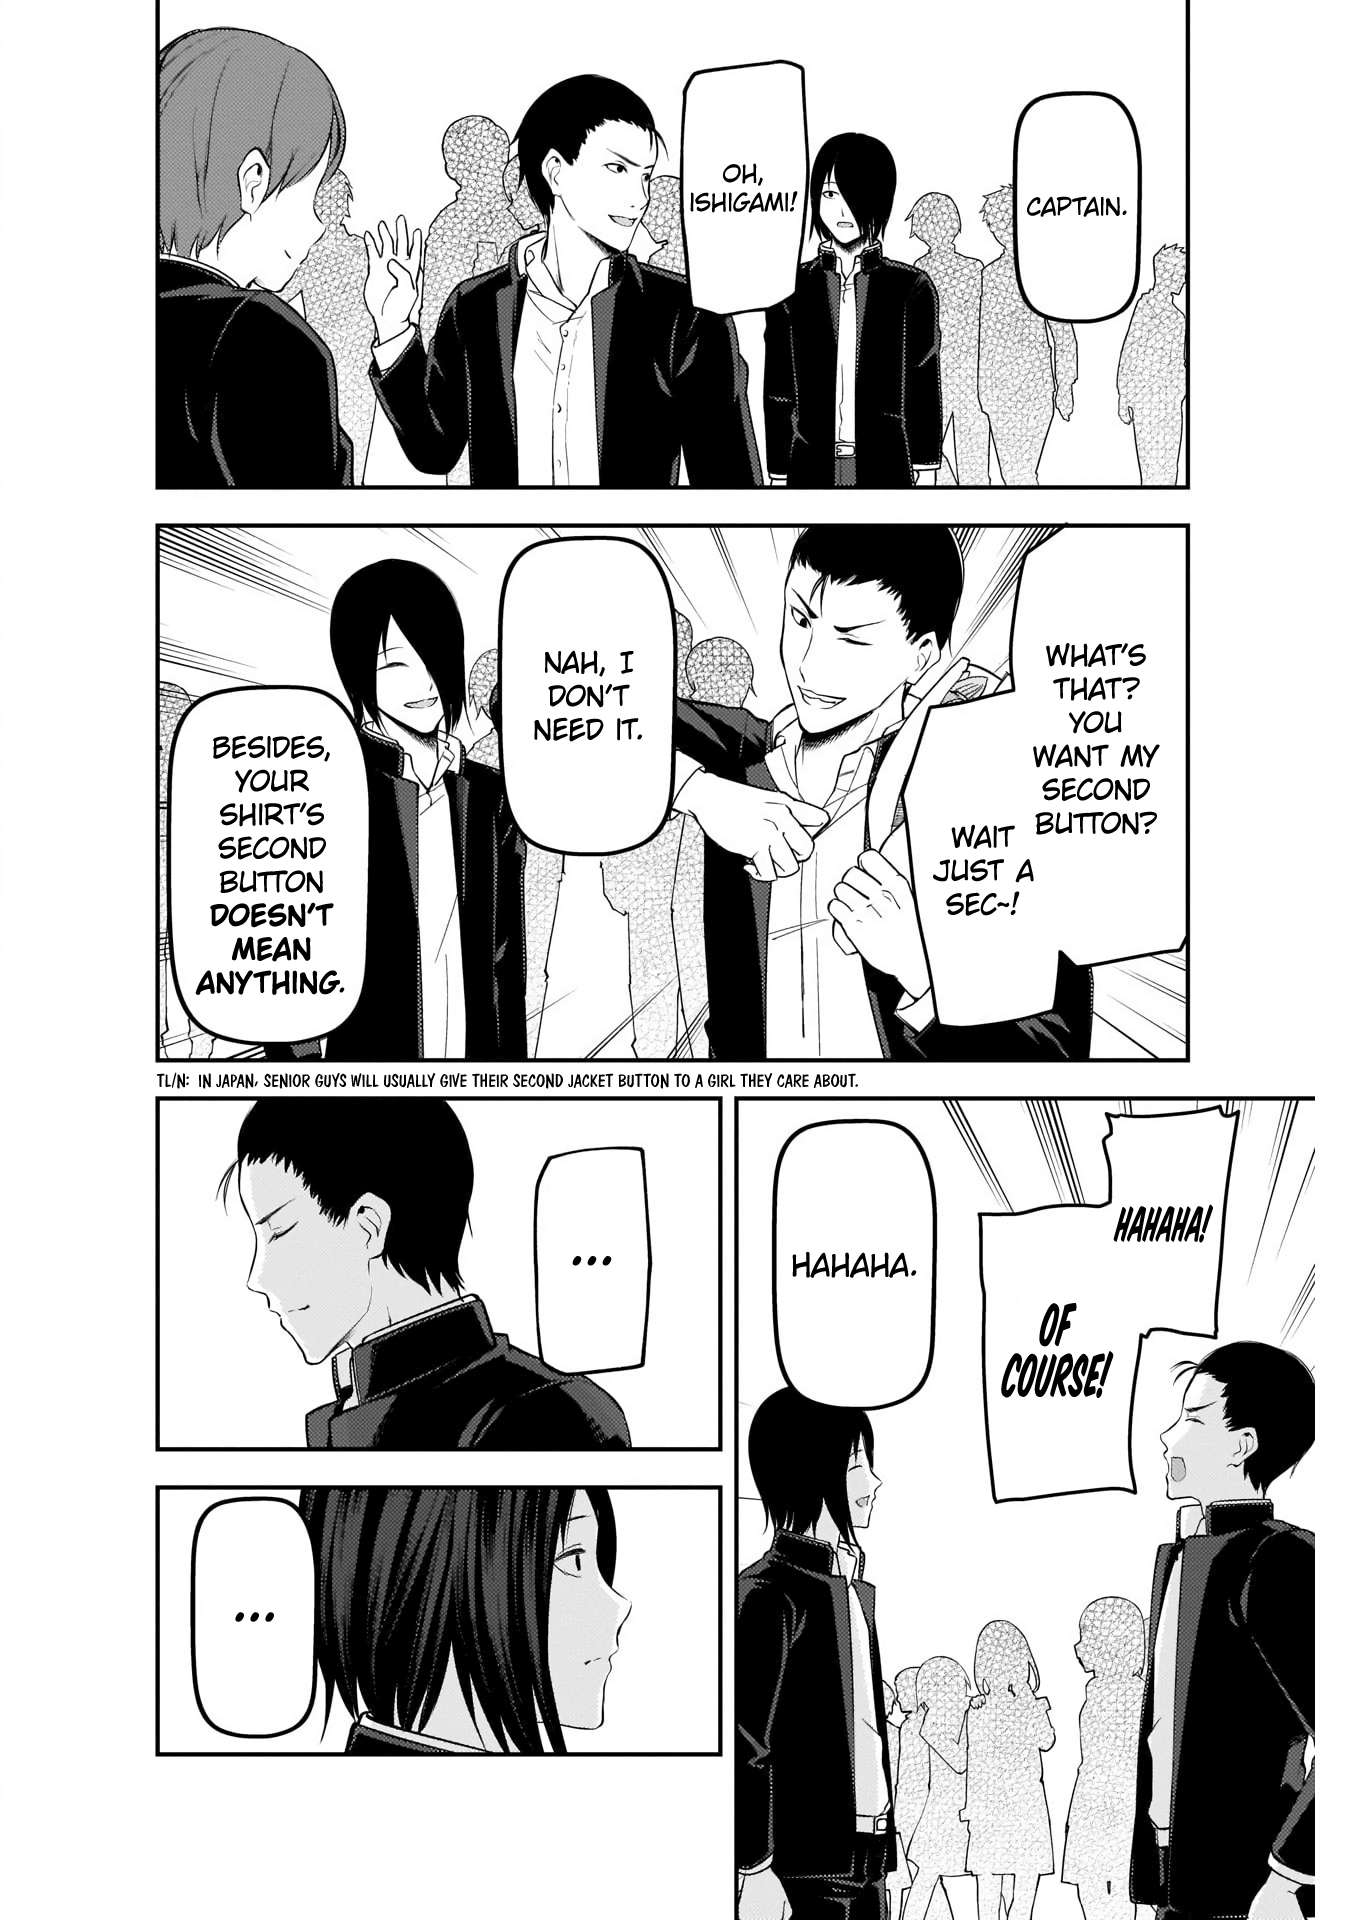 CAPTAIN.
OH,
ISHIGAMI!
WHAT'S
THAT?
YOU
WANT MY
SECOND
BUTTON?
WAIT
JUST A
SEC~!
NAH, I
DON'T
NEED IT.
BESIDES,
YOUR
SHIRT'S
SECOND
BUTTON
DOESN'T
MEAN
ANYTHING.
TL/N: IN JAPAN, SENIOR GUYS WILL USUALLY GIVE THEIR SECOND JACKET BUTTON TO A GIRL THEY CARE ABOUT.
HAHAHA!
OF
COURSE!
HAHAHA.
...
...